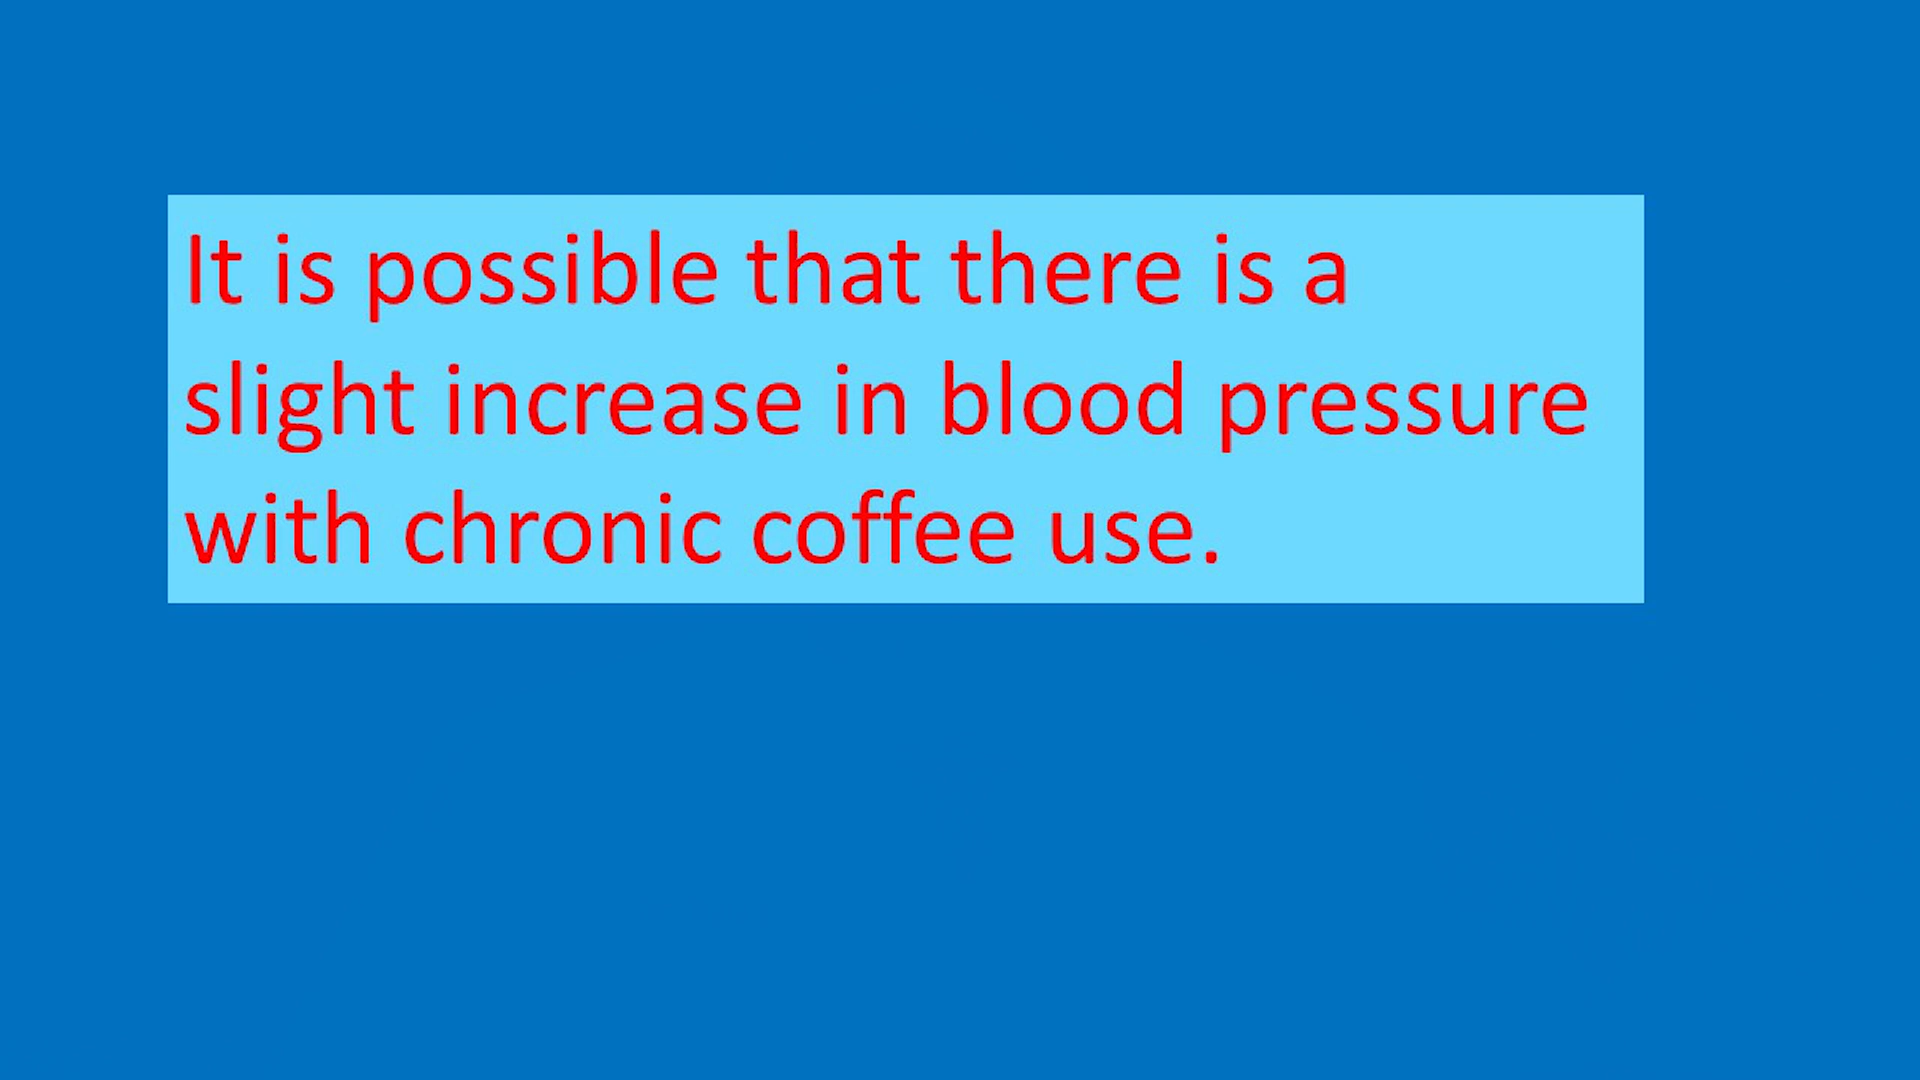 It is possible that there is a
slight increase in blood pressure
with chronic coffee use.